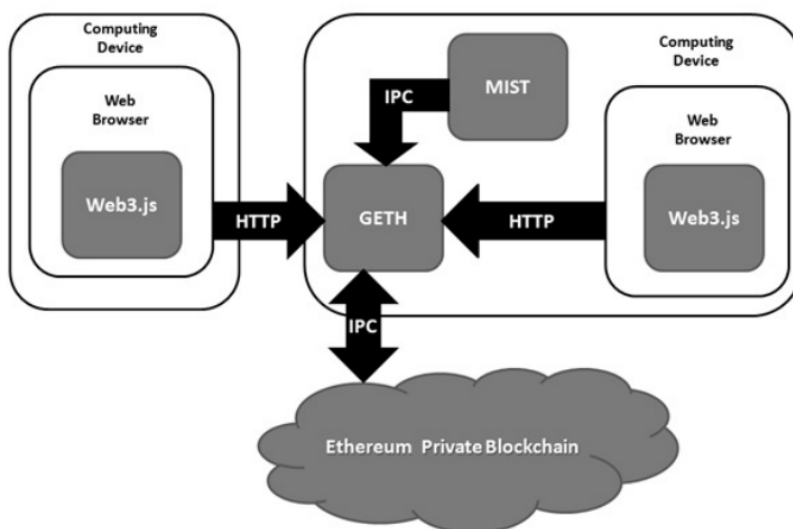 Computing
Device
Web
Browser
Web3.js
HTTP
IPC
MIST
GETH
Computing
Device
Web
Browser
Web3.js
HTTP
IPC
Ethereum Private Blockchain